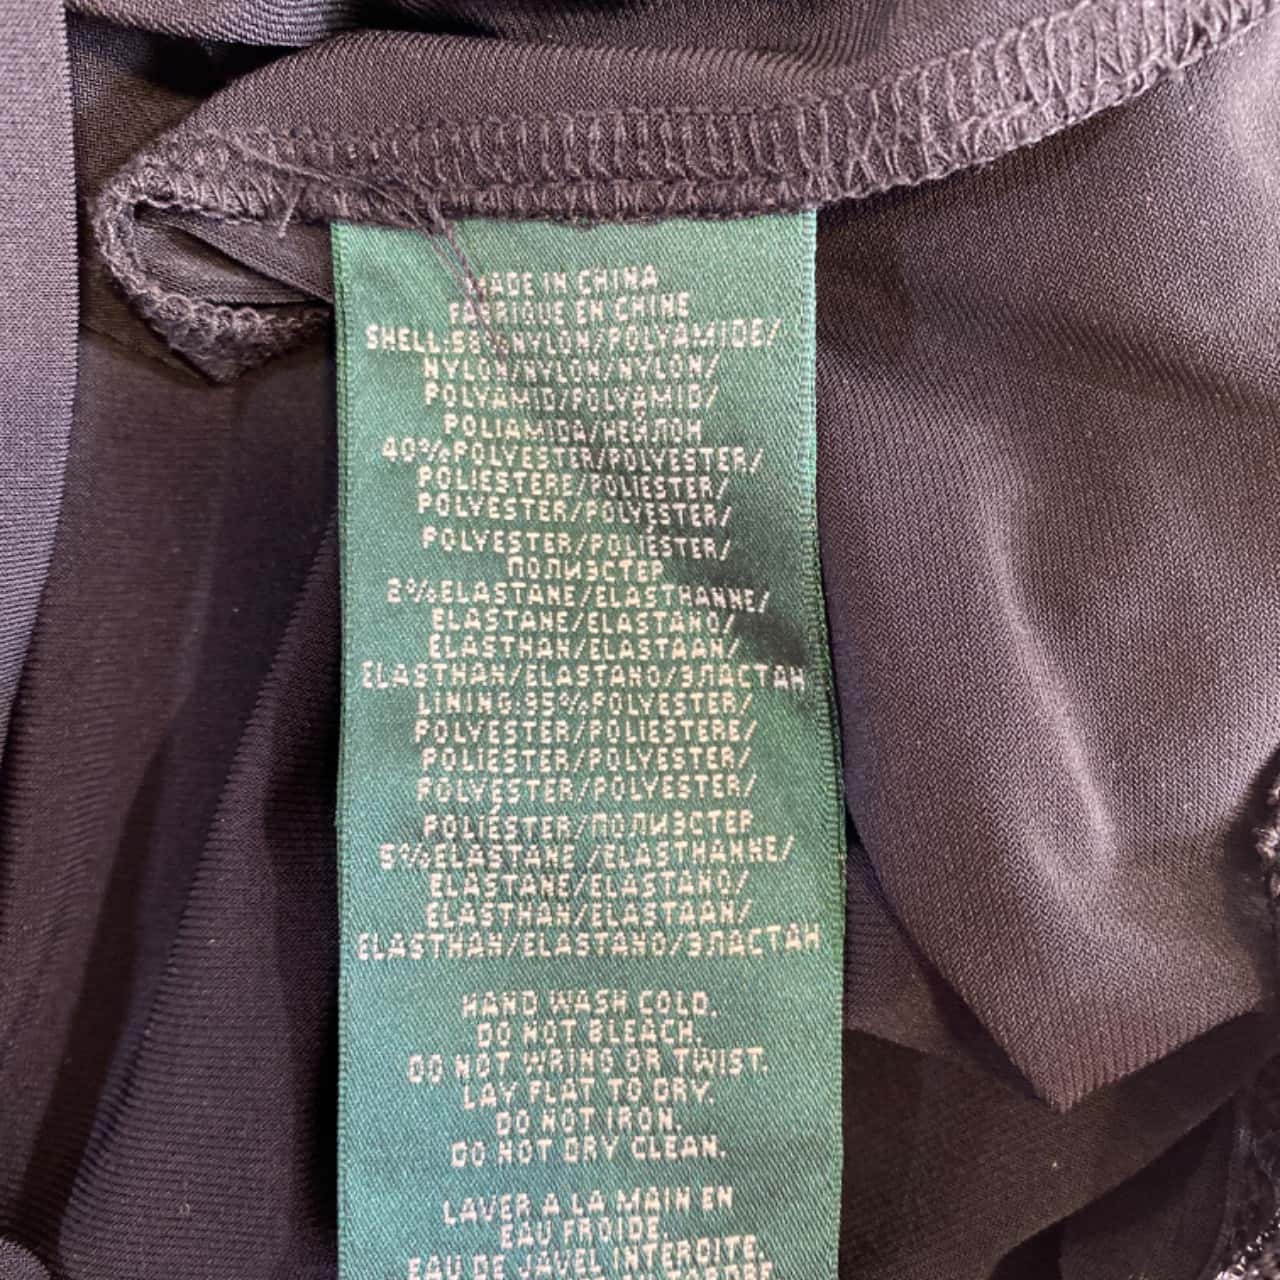 MADE IN CHINA
FABRIQUE EN CHINE
SHELL:58%NYLON/POLYAMIDE/
NYLON/NYLON/NYLON/
POLYAMID/POLYAMID/
POLIAMIDA/НЕЙЛОН
40%POLYESTER/POLYESTER/
POLIESTERE/POLIESTER/
POLYESTER/POLYESTER/
POLYESTER/POLIÉSTER/
ПОЛИЭСТЕР
2%ELASTANE/ELASTHANNE/
ELASTANE/ELASTANO/
ELASTHAN/ELASTAAN/
ELASTHAN/ELASTANO/ЭЛАСТАН
LINING:95%POLYESTER/
POLYESTER/POLIESTERE/
POLIESTER/POLYESTER/
POLYESTER/POLYESTER/
POLIÉSTER/ПОЛИЭСТЕР
5%ELASTANE /ELASTHANNE/
ELASTANE/ELASTANO/
ELASTHAN/ELASTAAN/
ELASTHAN/ELASTANO/ЭЛАСТАН
HAND WASH COLD.
DO NOT BLEACH.
DO NOT WRING OR TWIST.
LAY FLAT TO DRY.
DO NOT IRON.
DO NOT DRY CLEAN.
LAVER A LA MAIN EN
EAU FROIDE.
EAU DE JAVEL INTERDITE.